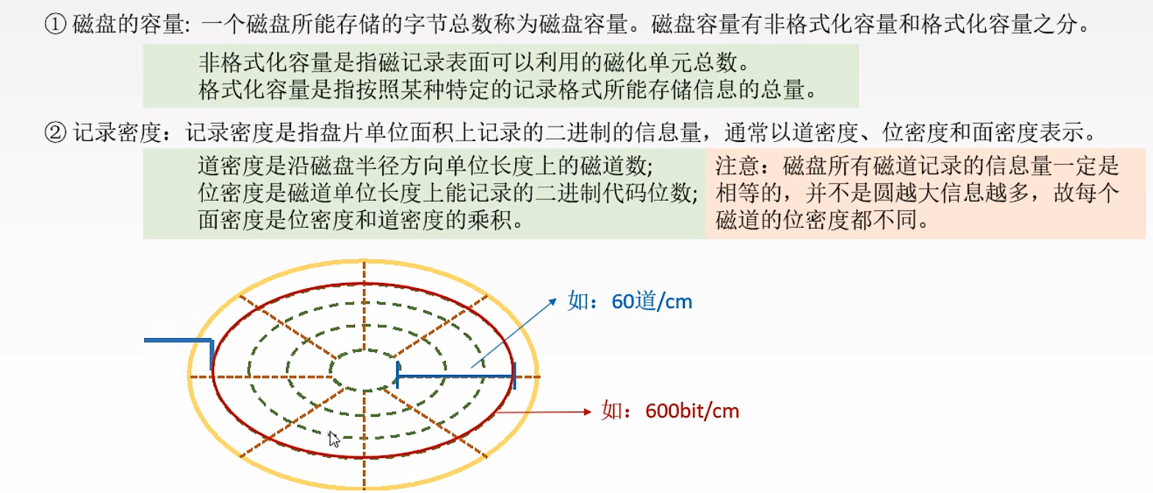 ① 磁盘的容量: 一个磁盘所能存储的字节总数称为磁盘容量。磁盘容量有非格式化容量和格式化容量之分。
非格式化容量是指磁记录表面可以利用的磁化单元总数。
格式化容量是指按照某种特定的记录格式所能存储信息的总量。
② 记录密度：记录密度是指盘片单位面积上记录的二进制的信息量，通常以道密度、位密度和面密度表示。
道密度是沿磁盘半径方向单位长度上的磁道数;
位密度是磁道单位长度上能记录的二进制代码位数;
面密度是位密度和道密度的乘积。
注意：磁盘所有磁道记录的信息量一定是
相等的，并不是圆越大信息越多，故每个
磁道的位密度都不同。
如：60道/cm
如：600bit/cm